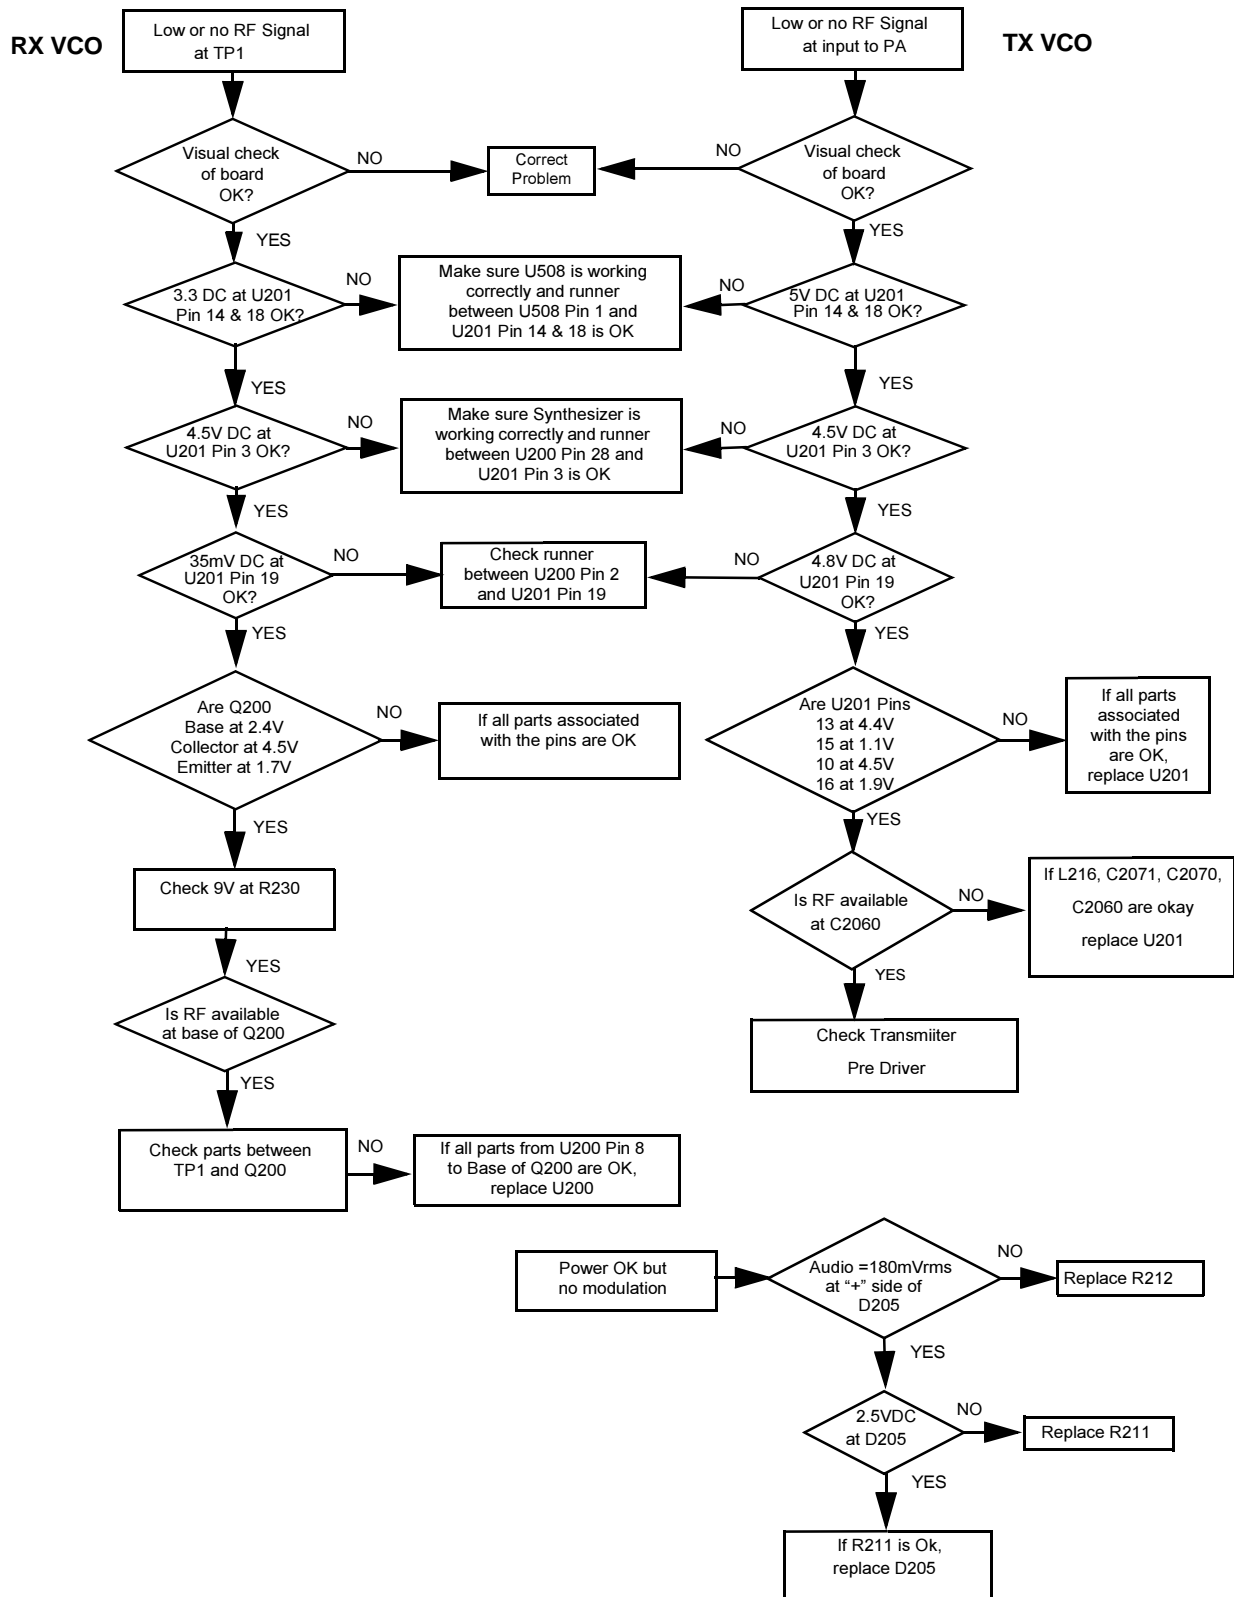 RX VCO
Low or no RF Signal
at TP1
Low or no RF Signal
at input to PA
TX VCO
Visual check
of board
OK?
NO
Correct
Problem
NO
Visual check
of board
OK?
YES
YES
3.3 DC at U201
Pin 14 & 18 OK?
NO
Make sure U508 is working
correctly and runner
between U508 Pin 1 and
U201 Pin 14 & 18 is OK
NO
5V DC at U201
Pin 14 & 18 OK?
YES
YES
4.5V DC at
U201 Pin 3 OK?
NO
Make sure Synthesizer is
working correctly and runner
between U200 Pin 28 and
U201 Pin 3 is OK
NO
4.5V DC at
U201 Pin 3 OK?
YES
YES
35mV DC at
U201 Pin 19
OK?
NO
Check runner
between U200 Pin 2
and U201 Pin 19
NO
4.8V DC at
U201 Pin 19
OK?
YES
YES
Are Q200
Base at 2.4V
Collector at 4.5V
Emitter at 1.7V
NO
If all parts associated
with the pins are OK
Are U201 Pins
13 at 4.4V
15 at 1.1V
10 at 4.5V
16 at 1.9V
NO
If all parts
associated
with the pins
are OK,
replace U201
YES
YES
Check 9V at R230
Is RF available
at C2060
NO
If L216, C2071, C2070,
C2060 are okay
replace U201
YES
YES
Is RF available
at base of Q200
Check Transmiiter
Pre Driver
YES
Check parts between
TP1 and Q200
NO
If all parts from U200 Pin 8
to Base of Q200 are OK,
replace U200
Power OK but
no modulation
Audio =180mVrms
at “+” side of
D205
NO
Replace R212
YES
2.5VDC
at D205
NO
Replace R211
YES
If R211 is Ok,
replace D205